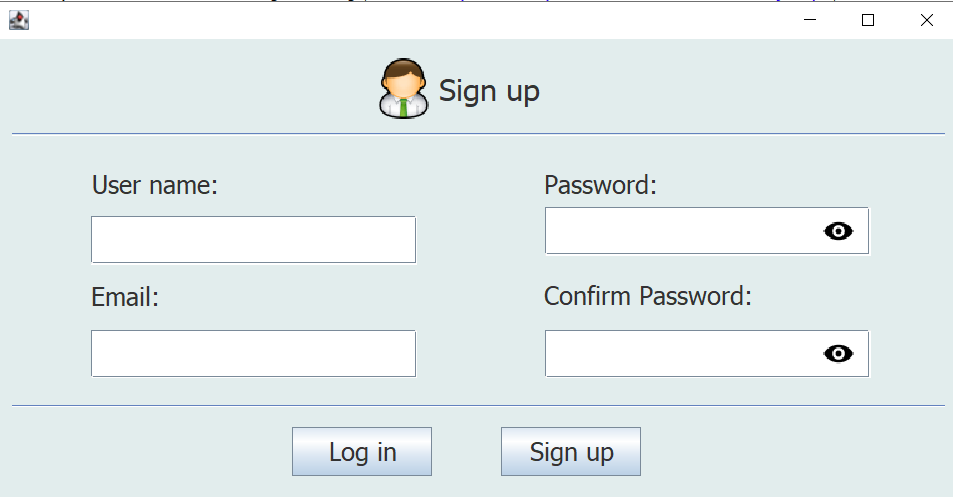 Sign up
User name:
Password:
Email:
Confirm Password:
Log in
Sign up